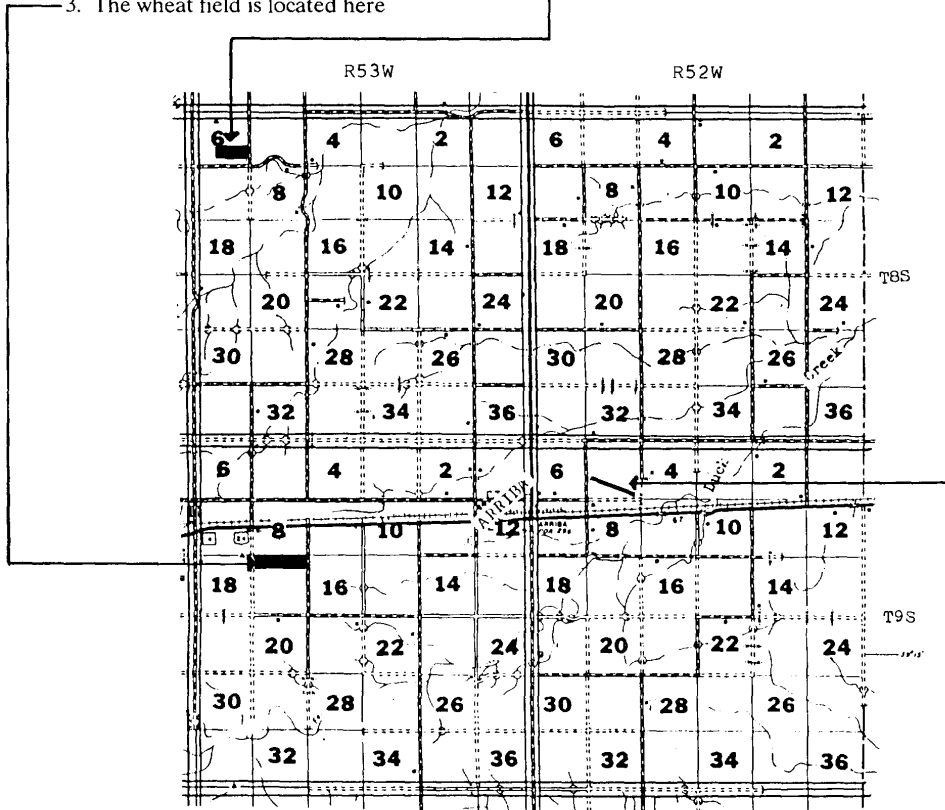 3. The wheat field is located here
R53W R52W
6 4 2 6 4 2
8 10 12 8 10 12
18 16 14 18 16 14
T8S
20 22 24 20 22 24
30 28 26 30 28 26
Creek
32 34 36 32 34 36
6 4 2 6 4 2
Duck
ARRIBA
8 10 12 8 10 12
ARRIBA
18 16 14 18 16 14
T9S
20 22 24 20 22 24
30 28 26 30 28 26
32 34 36 32 34 36